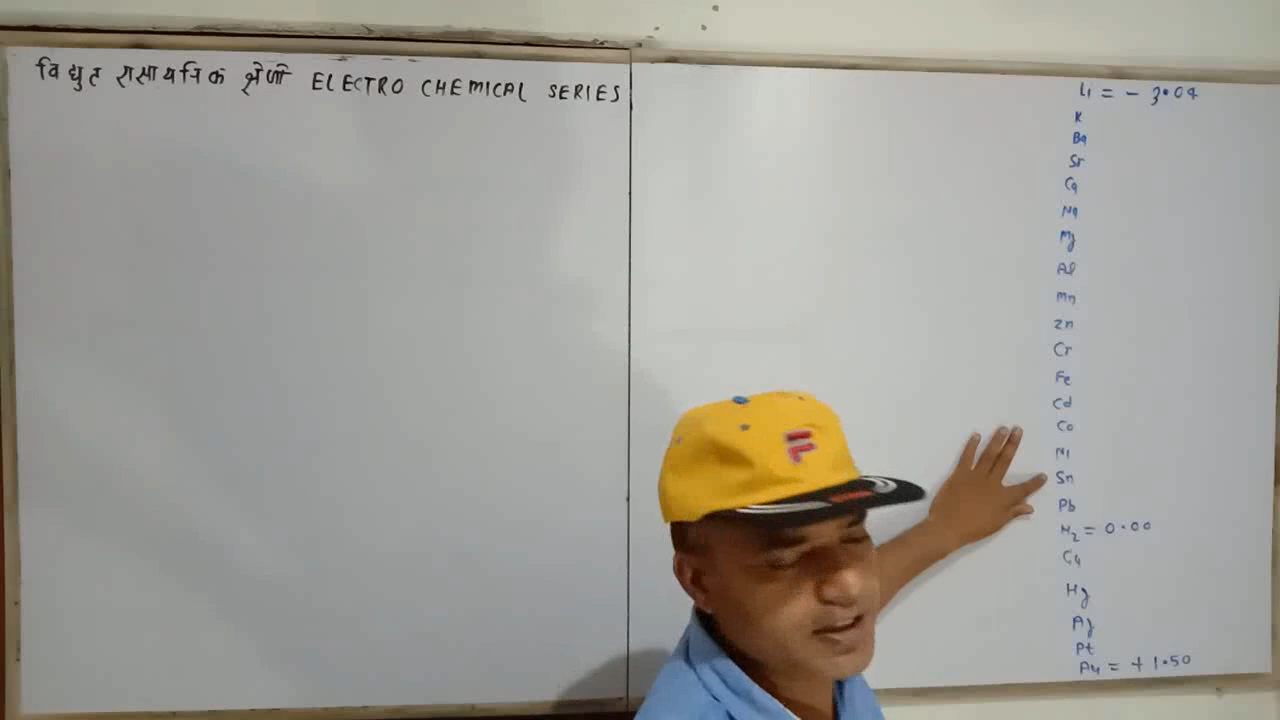 विद्युत रासायनिक श्रेणी ELECTRO CHEMICAL SERIES
Li = - 3.04
K
Ba
Sr
Ca
Na
Mg
Al
Mn
Zn
Cr
Fe
Cd
Co
Ni
Sn
Pb
H₂ = 0.00
Cu
Hg
Ag
Pt
Au = + 1.50
F